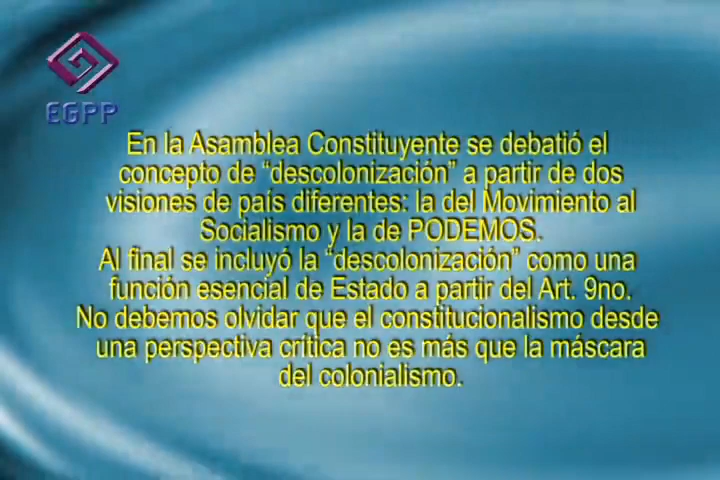 EGPP
En la Asamblea Constituyente se debatió el
concepto de “descolonización” a partir de dos
visiones de país diferentes: la del Movimiento al
Socialismo y la de PODEMOS.
Al final se incluyó la “descolonización” como una
función esencial de Estado a partir del Art. 9no.
No debemos olvidar que el constitucionalismo desde
una perspectiva crítica no es más que la máscara
del colonialismo.